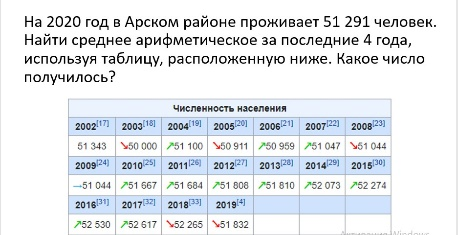 На 2020 год в Арском районе проживает 51 291 человек.
Найти среднее арифметическое за последние 4 года,
используя таблицу, расположенную ниже. Какое число
получилось?
Численность населения
2002[17] 2003[18] 2004[19] 2005[20] 2006[21] 2007[22] 2008[23]
51 343 ↘50 000 ↗51 100 ↘50 911 ↗50 959 ↗51 047 ↘51 044
2009[24] 2010[25] 2011[26] 2012[27] 2013[28] 2014[29] 2015[30]
→51 044 ↗51 667 ↗51 684 ↗51 808 ↗51 810 ↗52 073 ↗52 274
2016[31] 2017[32] 2018[33] 2019[4]
↗52 530 ↗52 617 ↘52 265 ↘51 832
Активация Windows